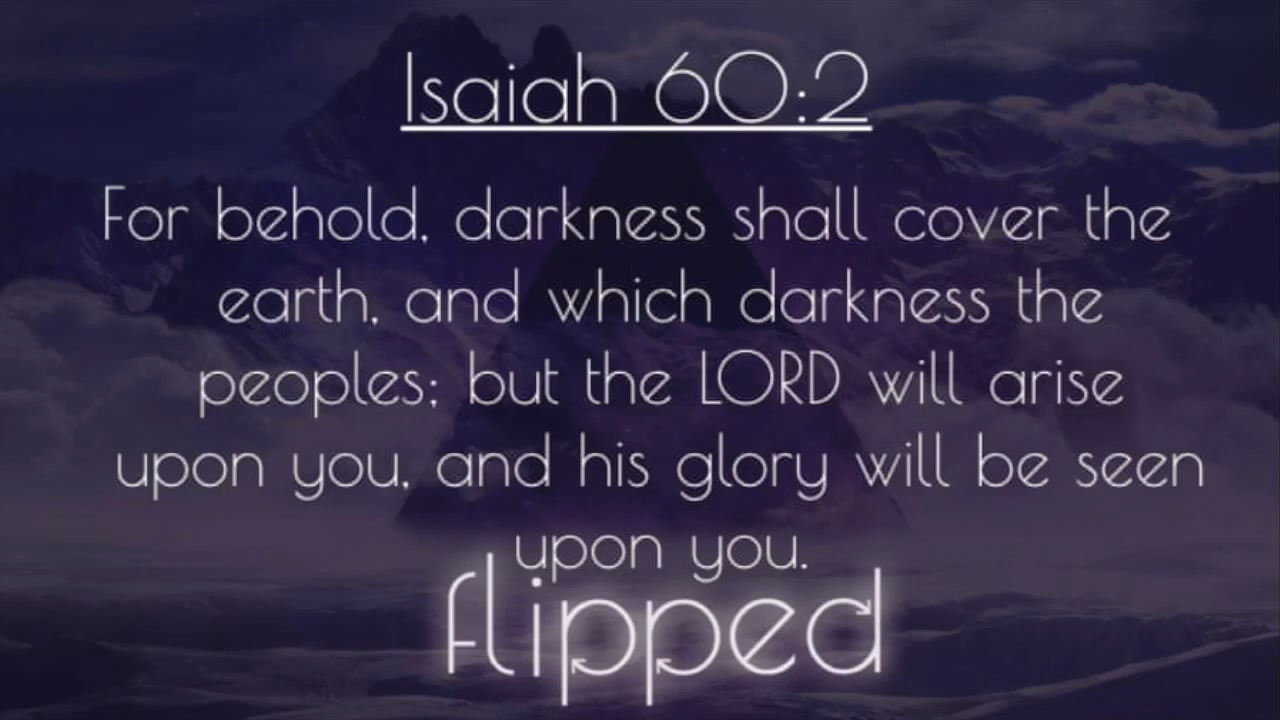 Isaiah 60:2
For behold, darkness shall cover the
earth, and which darkness the
peoples; but the LORD will arise
upon you, and his glory will be seen
upon you.
flipped